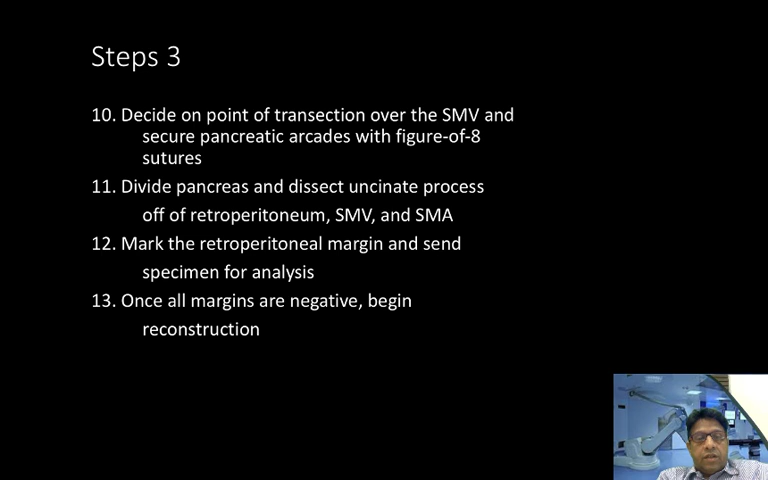 Steps 3
10. Decide on point of transection over the SMV and
secure pancreatic arcades with figure-of-8
sutures
11. Divide pancreas and dissect uncinate process
off of retroperitoneum, SMV, and SMA
12. Mark the retroperitoneal margin and send
specimen for analysis
13. Once all margins are negative, begin
reconstruction